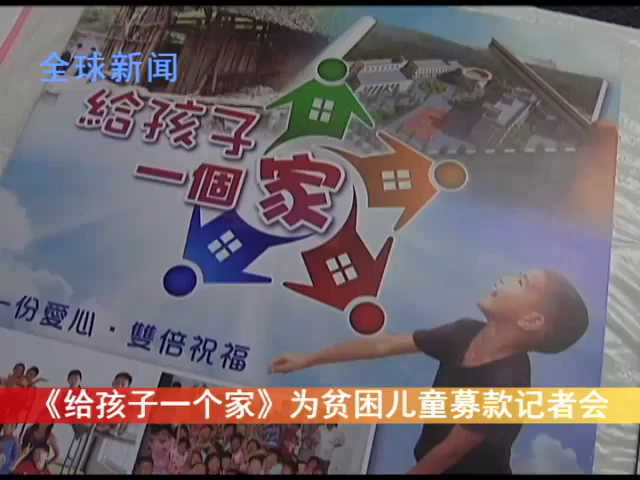 全球新闻
給孩子
一個家
一份愛心·雙倍祝福
《给孩子一个家》为贫困儿童募款记者会